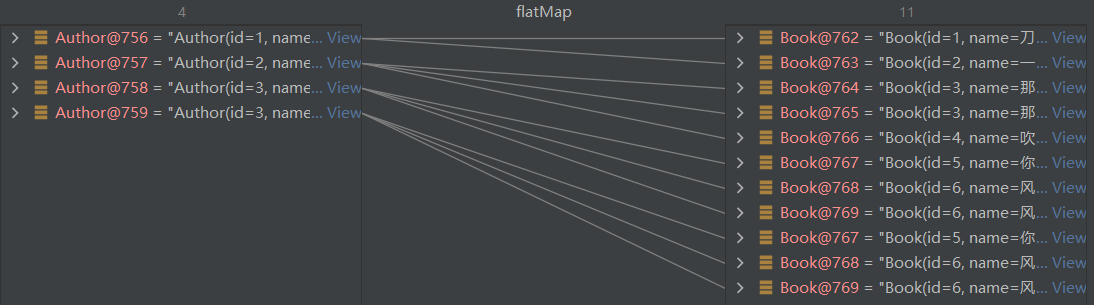 4 flatMap 11
Author@756 = "Author(id=1, name... View
Book@762 = "Book(id=1, name=刀... View
Author@757 = "Author(id=2, name... View
Book@763 = "Book(id=2, name=一... View
Author@758 = "Author(id=3, name... View
Book@764 = "Book(id=3, name=那... View
Author@759 = "Author(id=3, name... View
Book@765 = "Book(id=3, name=那... View
Book@766 = "Book(id=4, name=吹... View
Book@767 = "Book(id=5, name=你... View
Book@768 = "Book(id=6, name=风... View
Book@769 = "Book(id=6, name=风... View
Book@767 = "Book(id=5, name=你... View
Book@768 = "Book(id=6, name=风... View
Book@769 = "Book(id=6, name=风... View